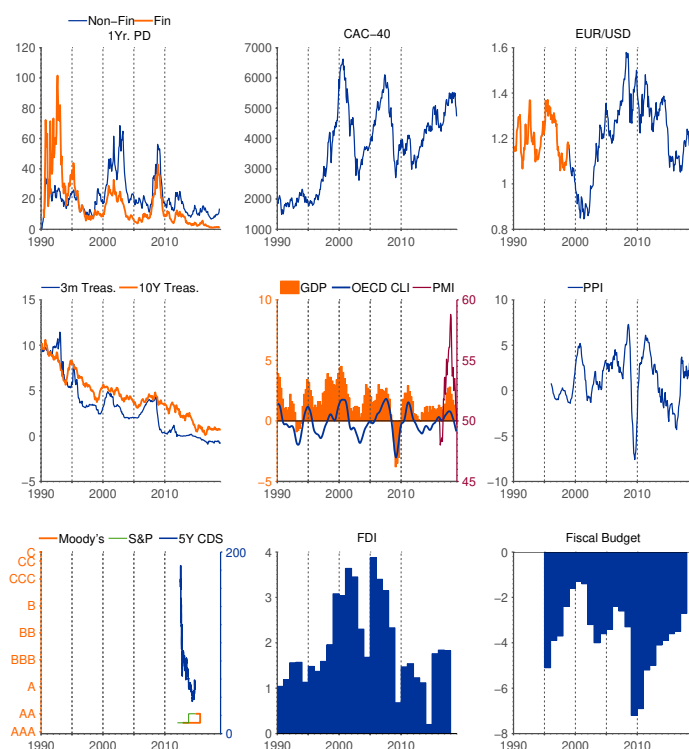 Non-Fin Fin
1Yr. PD
120
100
80
60
40
20
0
1990 2000 2010
CAC-40
7000
6000
5000
4000
3000
2000
1000
1990 2000 2010
EUR/USD
1.6
1.4
1.2
1
0.8
1990 2000 2010
3m Treas. 10Y Treas.
15
10
5
0
-5
1990 2000 2010
GDP OECD CLI PMI
10
5
0
-5
60
55
50
45
1990 2000 2010
PPI
10
5
0
-5
-10
1990 2000 2010
Moody's S&P 5Y CDS
C
CC
CCC
B
BB
BBB
A
AA
AAA
200
0
1990 2000 2010
FDI
4
3
2
1
0
1990 2000 2010
Fiscal Budget
0
-2
-4
-6
-8
1990 2000 2010